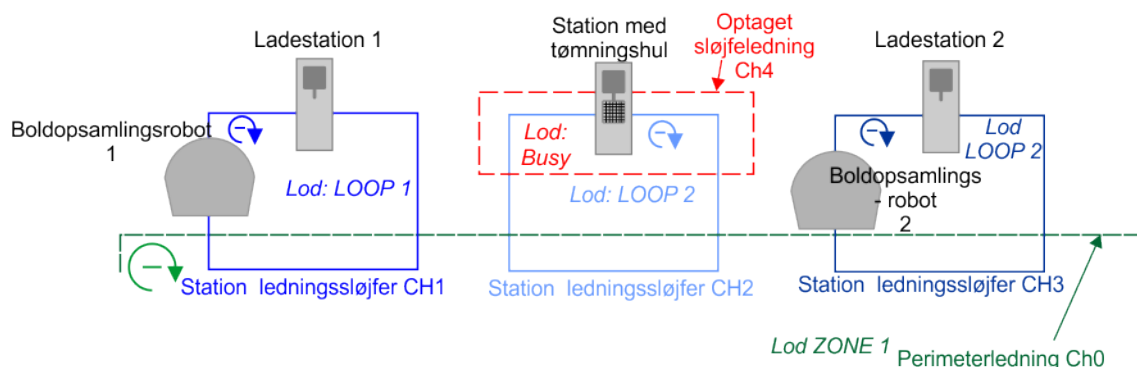 Ladestation 1
Station med
tømningshul
Optaget
sløjfeledning
Ch4
Ladestation 2
Boldopsamlingsrobot
1
Lod:
Busy
Lod
LOOP 2
Lod: LOOP 1
Lod: LOOP 2
Boldopsamlings
- robot
2
Station ledningssløjfer CH1
Station ledningssløjfer CH2
Station ledningssløjfer CH3
Lod ZONE 1
Perimeterledning Ch0